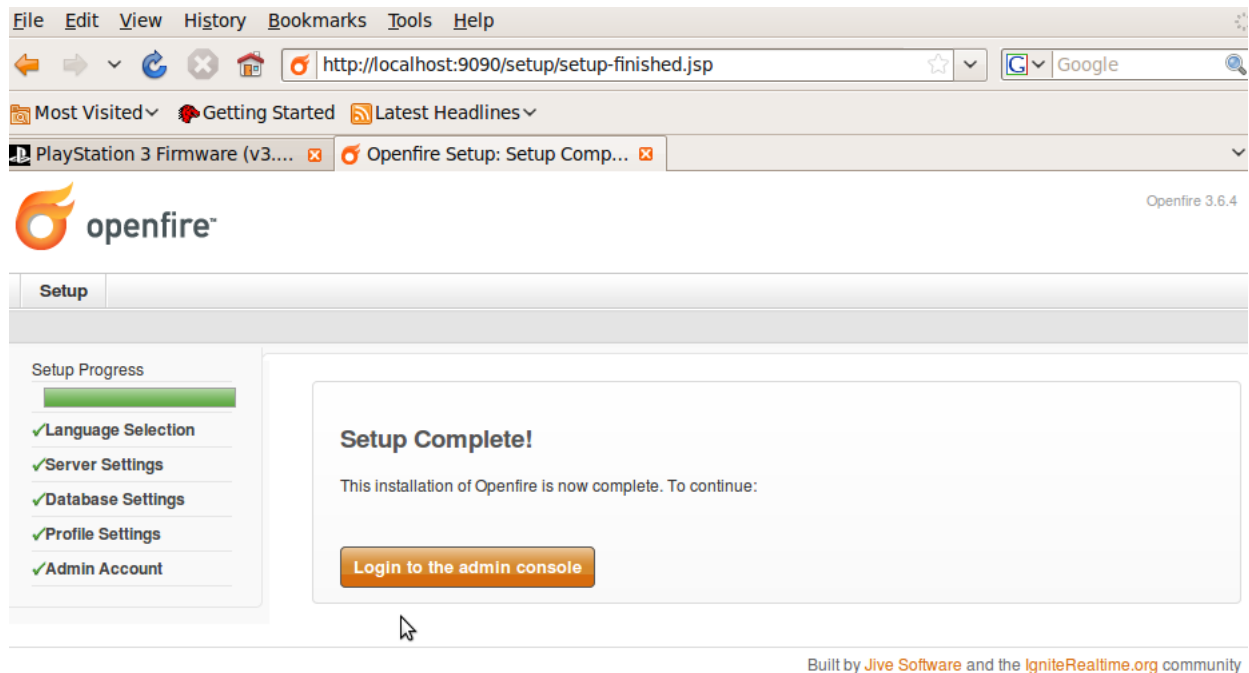 File Edit View History Bookmarks Tools Help
http://localhost:9090/setup/setup-finished.jsp G Google
Most Visited Getting Started Latest Headlines
PlayStation 3 Firmware (v3.... Openfire Setup: Setup Comp...
openfire™
Openfire 3.6.4
Setup
Setup Progress
Language Selection
Server Settings
Database Settings
Profile Settings
Admin Account
Setup Complete!
This installation of Openfire is now complete. To continue:
Login to the admin console
Built by Jive Software and the IgniteRealtime.org community